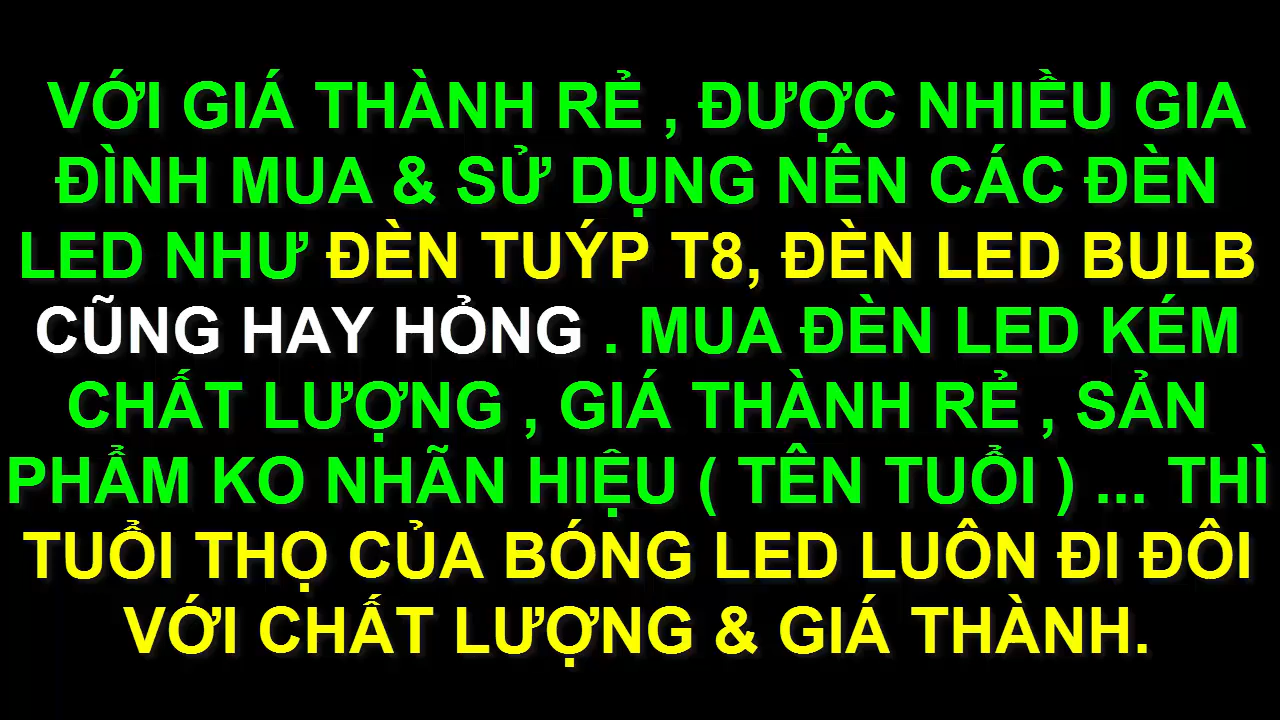 VỚI GIÁ THÀNH RẺ , ĐƯỢC NHIỀU GIA
ĐÌNH MUA & SỬ DỤNG NÊN CÁC ĐÈN
LED NHƯ ĐÈN TUÝP T8, ĐÈN LED BULB
CŨNG HAY HỎNG . MUA ĐÈN LED KÉM
CHẤT LƯỢNG , GIÁ THÀNH RẺ , SẢN
PHẨM KO NHÃN HIỆU ( TÊN TUỔI ) ... THÌ
TUỔI THỌ CỦA BÓNG LED LUÔN ĐI ĐÔI
VỚI CHẤT LƯỢNG & GIÁ THÀNH.